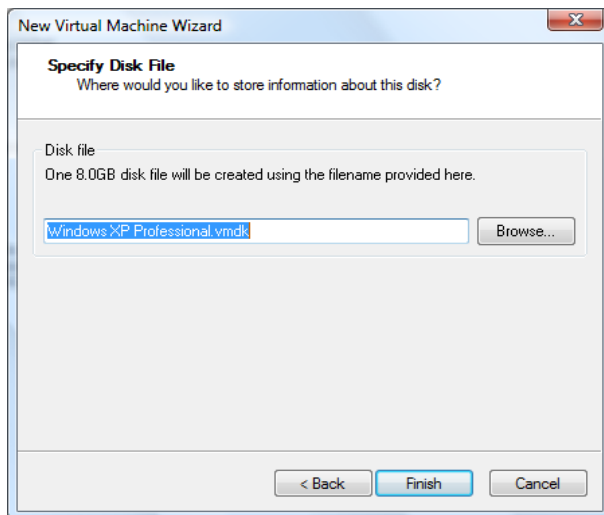 New Virtual Machine Wizard
Specify Disk File
Where would you like to store information about this disk?
Disk file
One 8.0GB disk file will be created using the filename provided here.
Windows XP Professional.vmdk
Browse...
< Back
Finish
Cancel